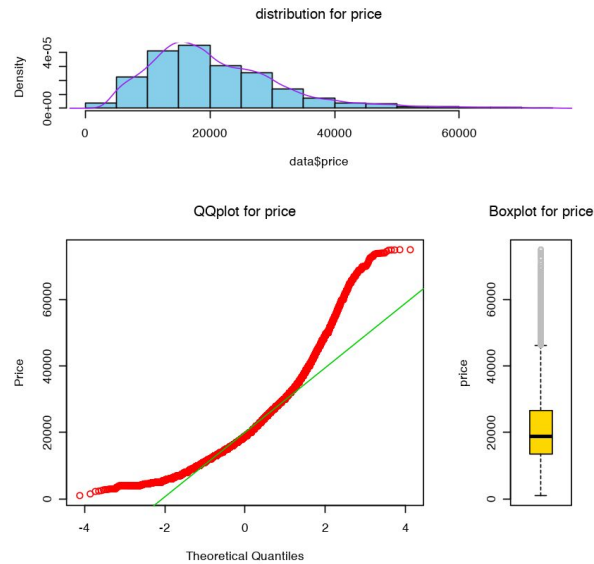 distribution for price
Density
0e+00 4e-05
0 20000 40000 60000
data$price
QQplot for price
Price
0 20000 40000 60000
-4 -2 0 2 4
Theoretical Quantiles
Boxplot for price
price
0 20000 40000 60000